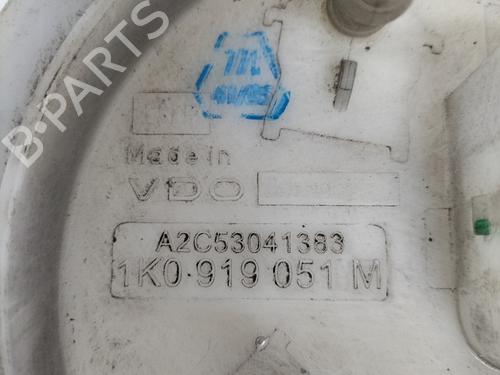 B-PARTS
Made in
VDO
A2C53041383
1K0 919 051 M